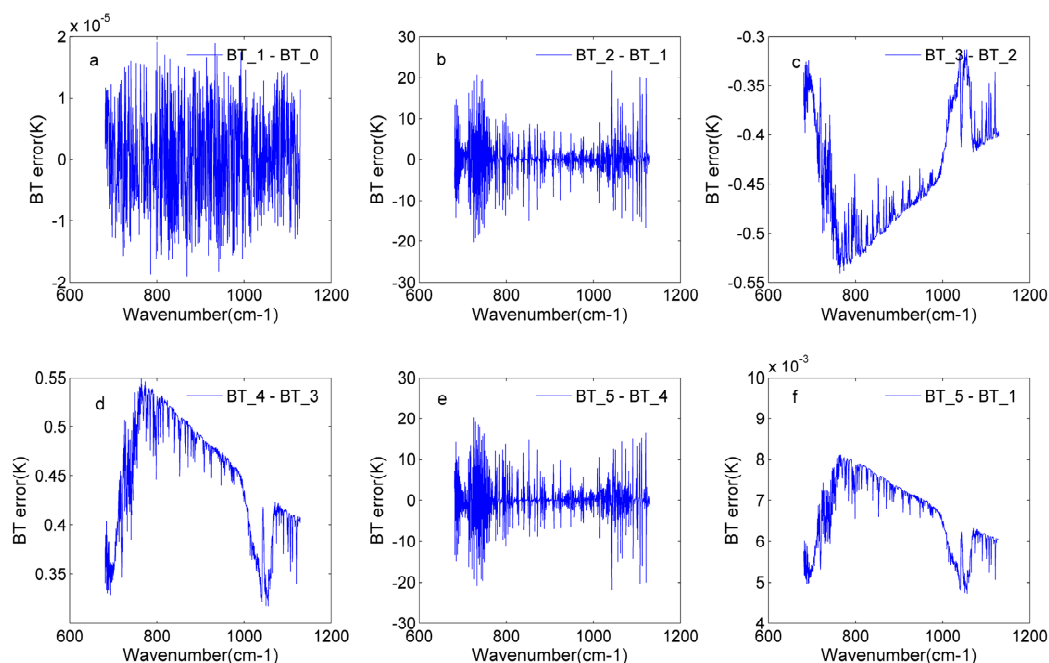 x 10^-5
2
1
0
-1
-2
600
800
1000
1200
BT error(K)
Wavenumber(cm-1)
a
BT_1 - BT_0
30
20
10
0
-10
-20
-30
600
800
1000
1200
BT error(K)
Wavenumber(cm-1)
b
BT_2 - BT_1
-0.3
-0.35
-0.4
-0.45
-0.5
-0.55
600
800
1000
1200
BT error(K)
Wavenumber(cm-1)
c
BT_3 - BT_2
0.55
0.5
0.45
0.4
0.35
600
800
1000
1200
BT error(K)
Wavenumber(cm-1)
d
BT_4 - BT_3
30
20
10
0
-10
-20
-30
600
800
1000
1200
BT error(K)
Wavenumber(cm-1)
e
BT_5 - BT_4
x 10^-3
10
9
8
7
6
5
4
600
800
1000
1200
BT error(K)
Wavenumber(cm-1)
f
BT_5 - BT_1